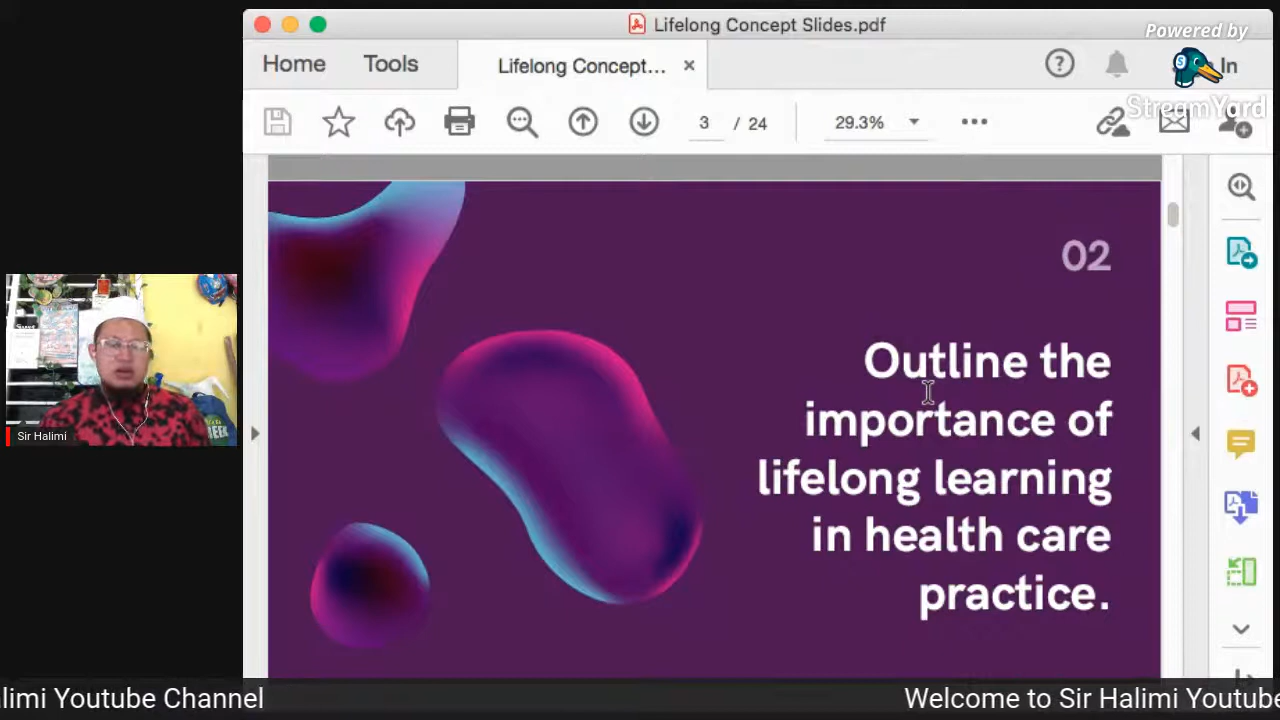 Lifelong Concept Slides.pdf
Powered by
Home
Tools
Lifelong Concept...
In
StreamYard
3 / 24
29.3%
02
Outline the
importance of
lifelong learning
in health care
practice.
Sir Halimi
alimi Youtube Channel
Welcome to Sir Halimi Youtube